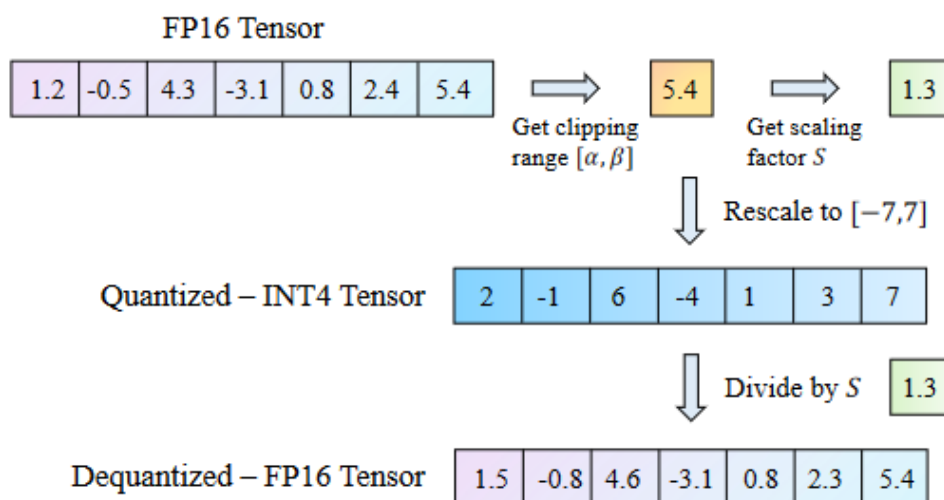 FP16 Tensor
1.2 -0.5 4.3 -3.1 0.8 2.4 5.4
5.4
1.3
Get clipping
range [α, β]
Get scaling
factor S
Rescale to [−7,7]
Quantized – INT4 Tensor
2 -1 6 -4 1 3 7
Divide by S
1.3
Dequantized – FP16 Tensor
1.5 -0.8 4.6 -3.1 0.8 2.3 5.4